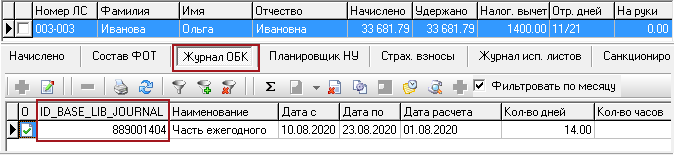 Номер ЛС Фамилия Имя Отчество Начислено Удержано Налог. вычет Отр. дней На руки
003-003 Иванова Ольга Ивановна 33 681.79 33 681.79 1400.00 11/21 0.00
Начислено Состав ФОТ Журнал ОБК Планировщик НУ Страх. взносы Журнал исп. листов Санкциониро
Σ Фильтровать по месяцу
О ID_BASE_LIB_JOURNAL Наименование Дата с Дата по Дата расчета Кол-во дней Кол-во часов
889001404 Часть ежегодного 10.08.2020 23.08.2020 01.08.2020 14.00